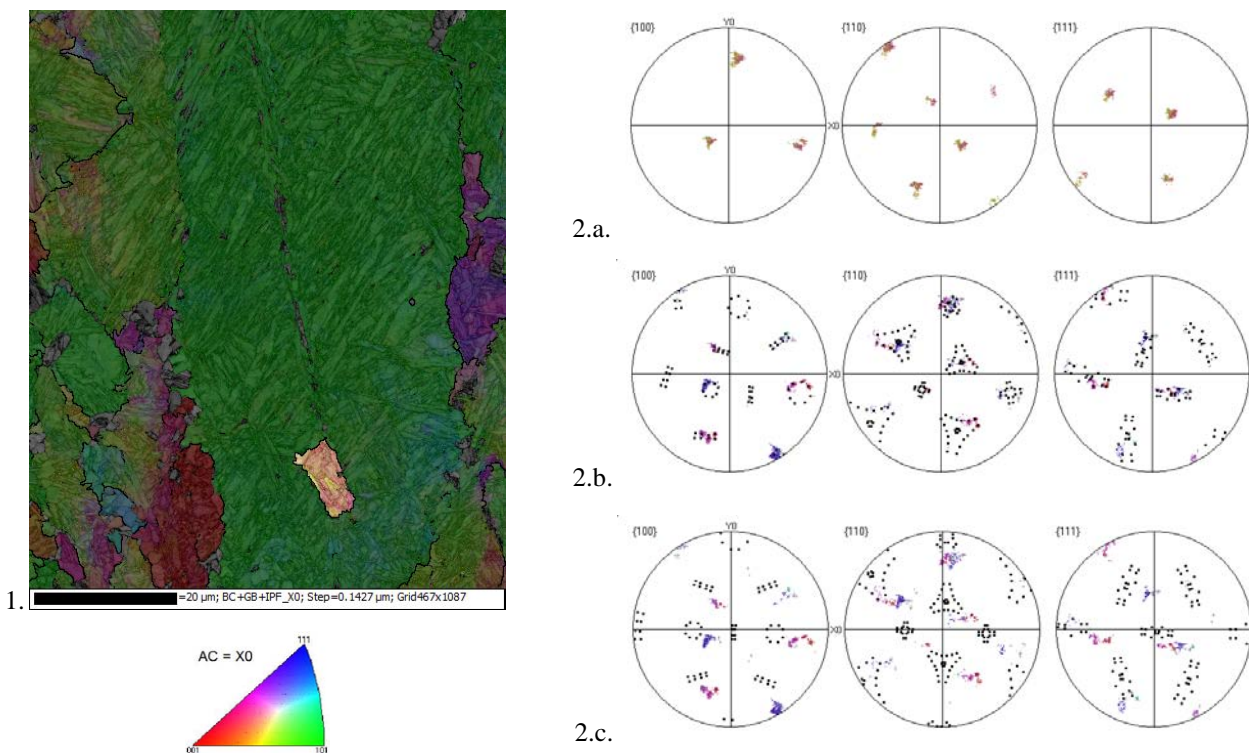 1.
=20 µm; BC+GB+IPF_X0; Step=0.1427 µm; Grid467x1087
AC = X0
111
001
101
{100}
Y0
{110}
X0
{111}
2.a.
{100}
Y0
{110}
X0
{111}
2.b.
{100}
Y0
{110}
X0
{111}
2.c.